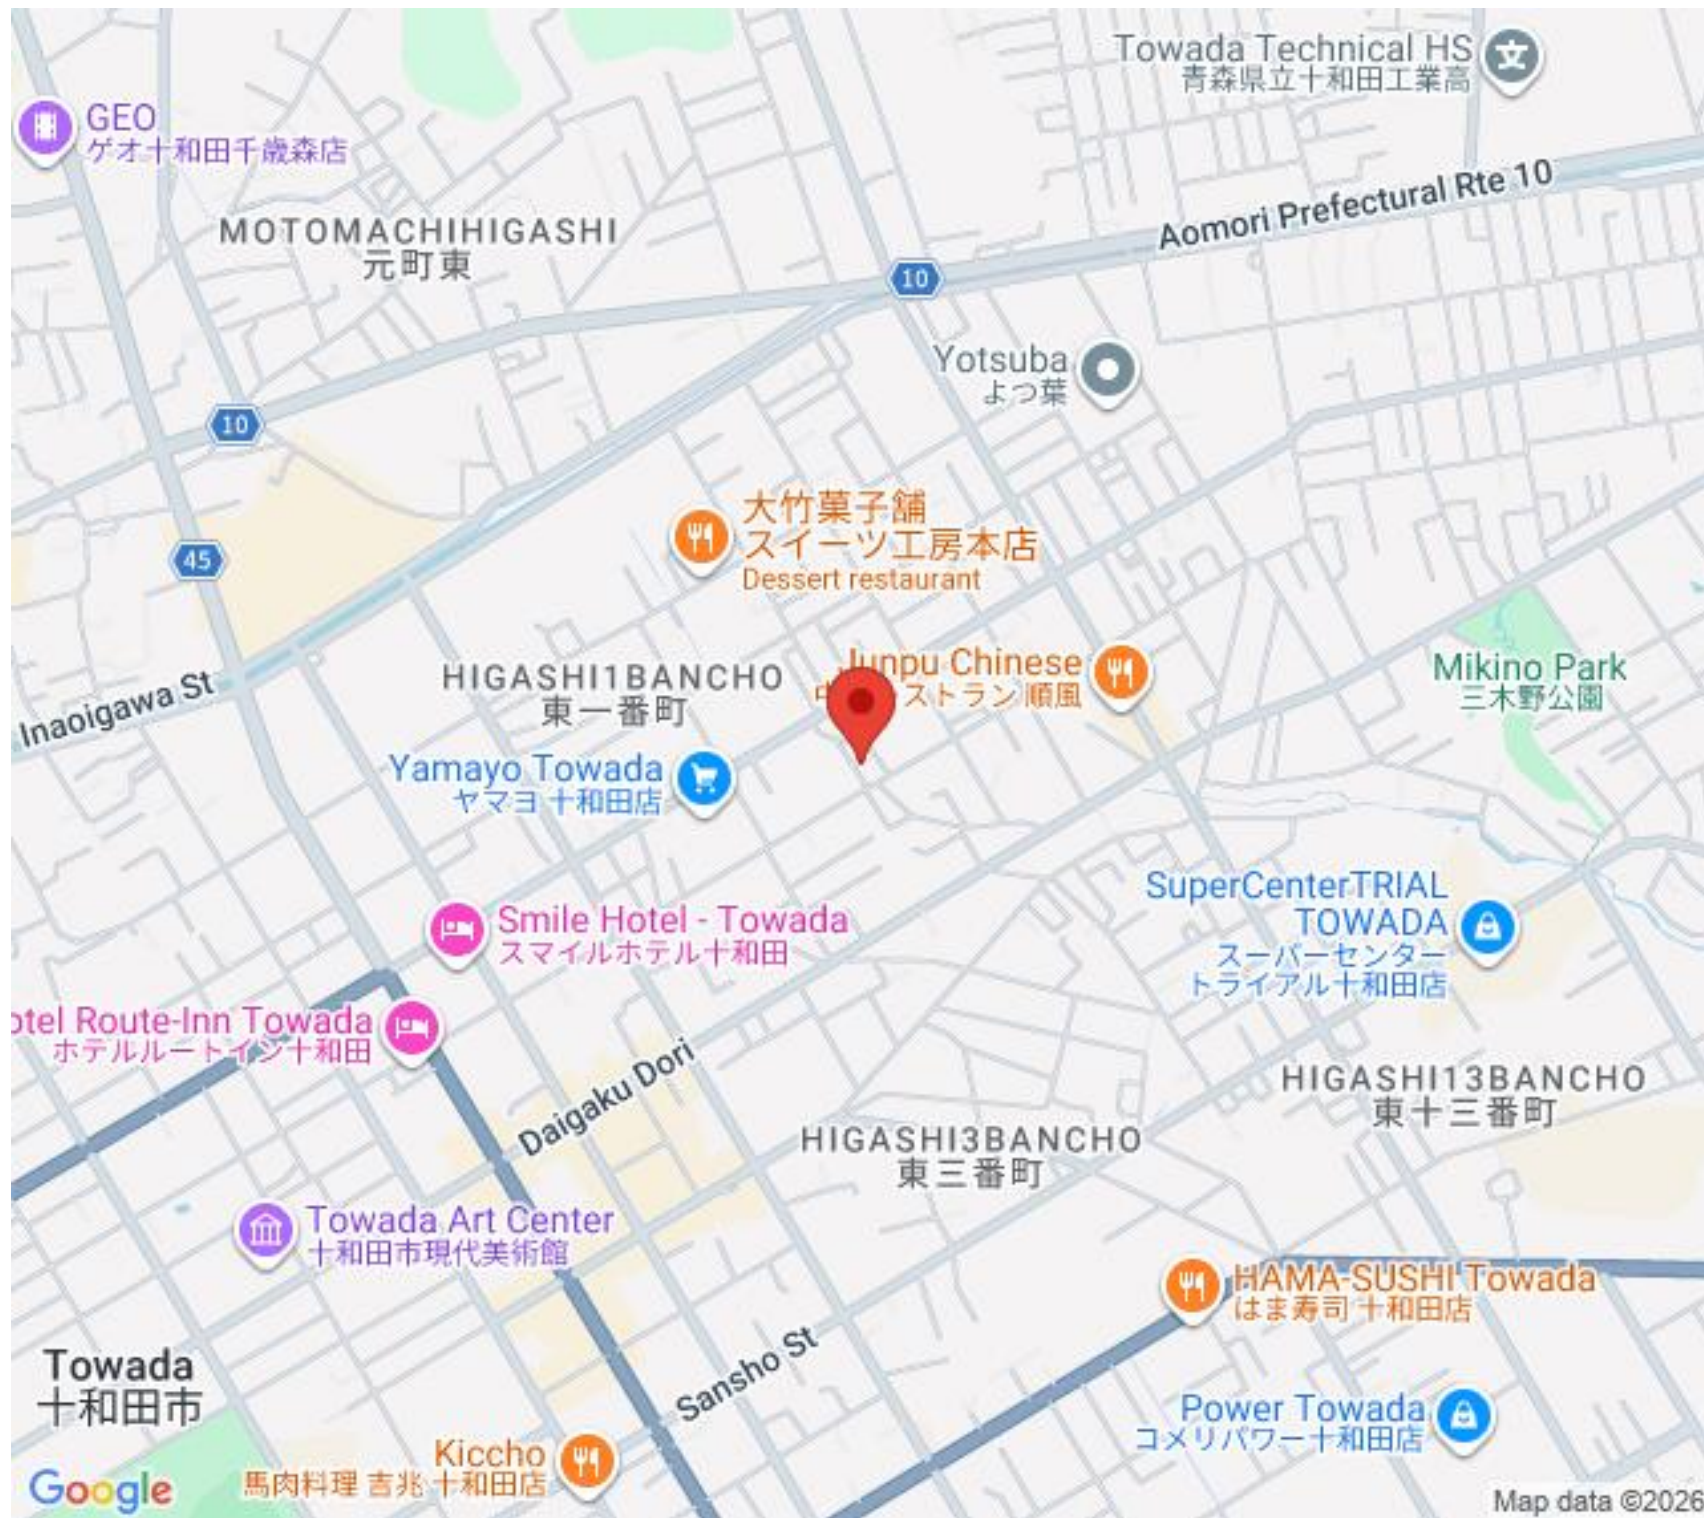 Towada Technical HS
青森県立十和田工業高
GEO
ゲオ十和田千歳森店
Aomori Prefectural Rte 10
MOTOMACHIHIGASHI
元町東
10
Yotsuba
よつ葉
10
大竹菓子舗
スイーツ工房本店
Dessert restaurant
45
Junpu Chinese
ストラン 順風
HIGASHI1BANCHO
東一番町
Mikino Park
三木野公園
Inaoigawa St
Yamayo Towada
ヤマヨ 十和田店
SuperCenterTRIAL
TOWADA
スーパーセンター
トライアル十和田店
Smile Hotel - Towada
スマイルホテル十和田
otel Route-Inn Towada
ホテルルートイン十和田
Daigaku Dori
HIGASHI13BANCHO
東十三番町
HIGASHI3BANCHO
東三番町
Towada Art Center
十和田市現代美術館
HAMA-SUSHI Towada
はま寿司 十和田店
Towada
十和田市
Sansho St
Power Towada
コメリパワー十和田店
Kiccho
馬肉料理 吉兆 十和田店
Google
Map data ©2026